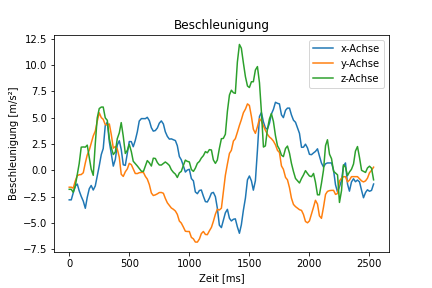 Beschleunigung
12.5
10.0
7.5
5.0
2.5
0.0
−2.5
−5.0
−7.5
Beschleunigung [m/s²]
x-Achse
y-Achse
z-Achse
0
500
1000
1500
2000
2500
Zeit [ms]